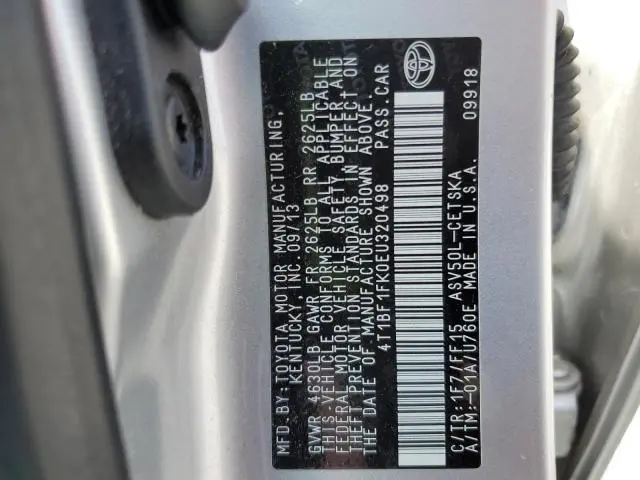 MFD. BY:-TOYOTA MOTOR MANUFACTURING,
KENTUCKY, INC. 09/13
GVWR 4630LB GAWR FR 2625LB RR 2625LB
THIS VEHICLE CONFORMS TO ALL APPLICABLE
FEDERAL MOTOR VEHICLE SAFETY, BUMPER AND
THEFT PREVENTION STANDARDS IN EFFECT ON
THE DATE OF MANUFACTURE SHOWN ABOVE.
4T1BF1FK0EU320498 PASS.CAR
C/TR:1F7/FF15 ASV50L-CETSKA
A/TM:-01A/U760E MADE IN U.S.A. 09918